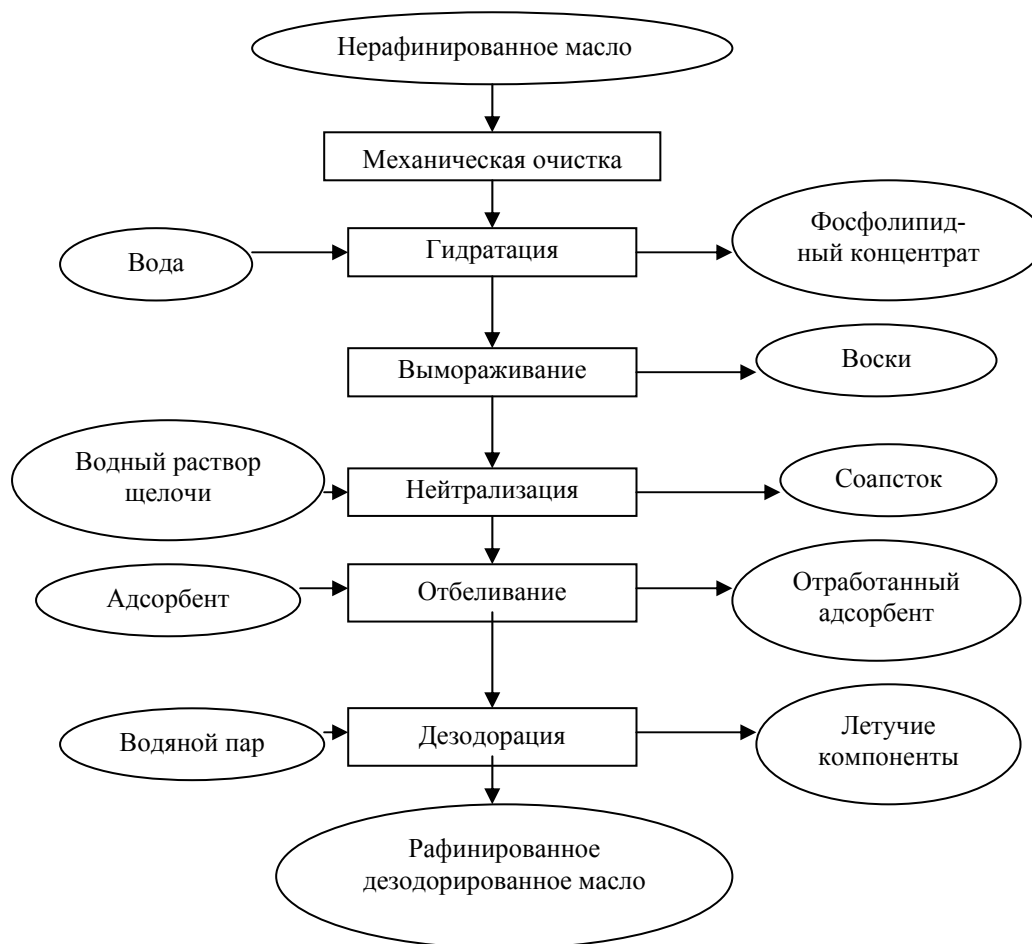 Нерафинированное масло
Механическая очистка
Вода
Гидратация
Фосфолипид-
ный концентрат
Вымораживание
Воски
Водный раствор
щелочи
Нейтрализация
Соапсток
Адсорбент
Отбеливание
Отработанный
адсорбент
Водяной пар
Дезодорация
Летучие
компоненты
Рафинированное
дезодорированное масло